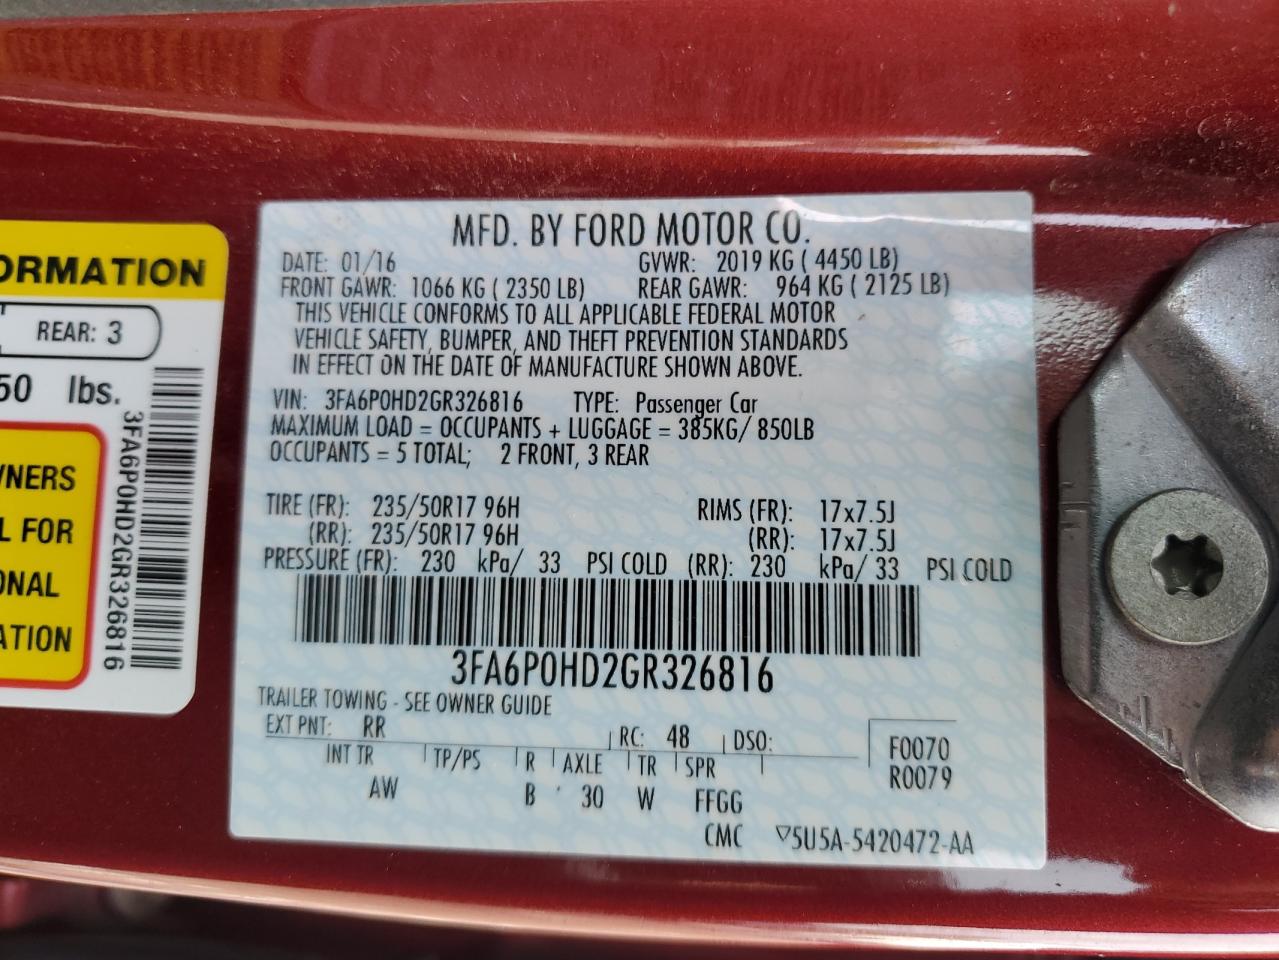 MFD. BY FORD MOTOR CO.
DATE: 01/16 GVWR: 2019 KG ( 4450 LB)
FRONT GAWR: 1066 KG ( 2350 LB) REAR GAWR: 964 KG ( 2125 LB)
THIS VEHICLE CONFORMS TO ALL APPLICABLE FEDERAL MOTOR
VEHICLE SAFETY, BUMPER, AND THEFT PREVENTION STANDARDS
IN EFFECT ON THE DATE OF MANUFACTURE SHOWN ABOVE.
VIN: 3FA6P0HD2GR326816 TYPE: Passenger Car
MAXIMUM LOAD = OCCUPANTS + LUGGAGE = 385KG/ 850LB
OCCUPANTS = 5 TOTAL; 2 FRONT, 3 REAR
TIRE (FR): 235/50R17 96H RIMS (FR): 17x7.5J
(RR): 235/50R17 96H (RR): 17x7.5J
PRESSURE (FR): 230 kPa/ 33 PSI COLD (RR): 230 kPa/ 33 PSI COLD
3FA6P0HD2GR326816
TRAILER TOWING - SEE OWNER GUIDE
EXT PNT: RR RC: 48 DSO: F0070
INT TR TP/PS R AXLE TR SPR R0079
AW B 30 W FFGG
CMC ▽5U5A-5420472-AA
ORMATION
REAR: 3
50 lbs.
3FA6P0HD2GR326816
NERS
L FOR
ONAL
ATION